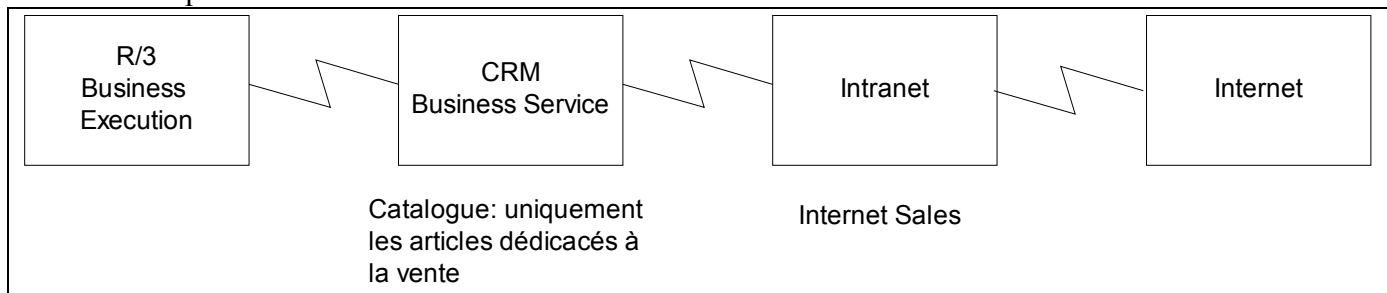 R/3
Business
Execution
CRM
Business Service
Intranet
Internet
Catalogue: uniquement
les articles dédicacés à
la vente
Internet Sales